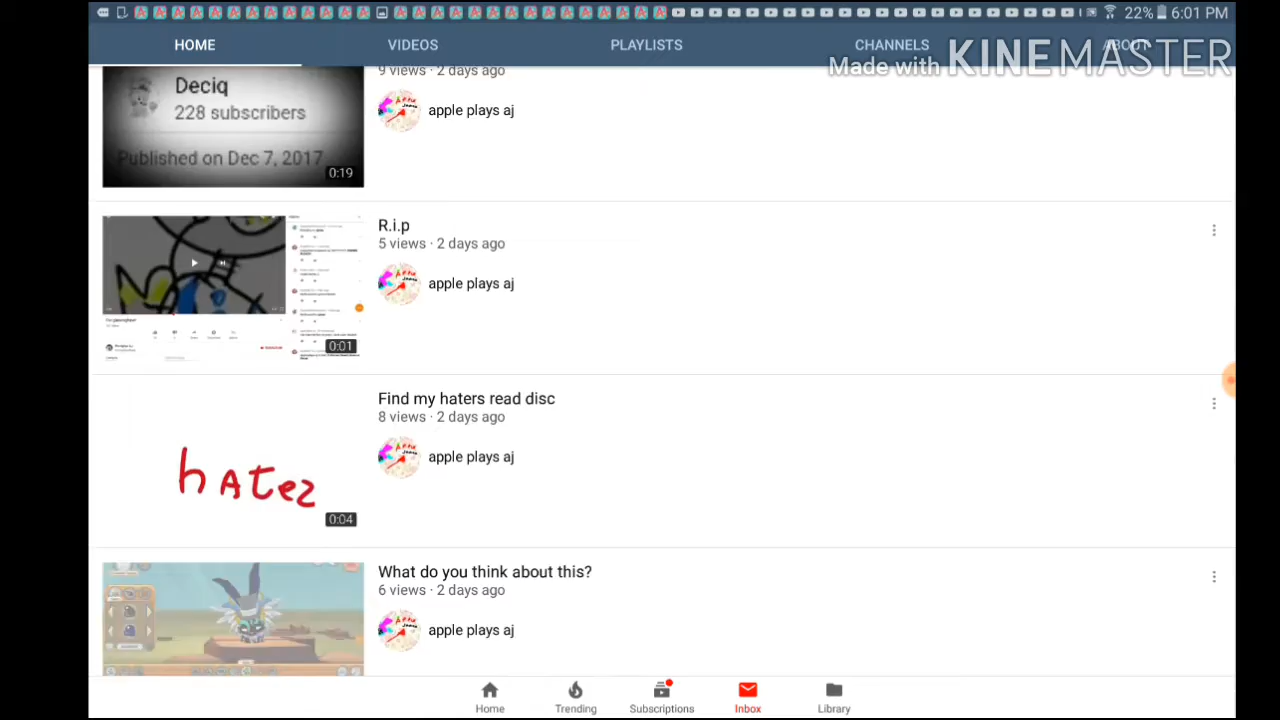 22% 6:01 PM
HOME VIDEOS PLAYLISTS CHANNELS ABOUT
Made with KINEMASTER
Deciq
228 subscribers
Published on Dec 7, 2017
0:19
9 views · 2 days ago
apple plays aj
R.i.p
5 views · 2 days ago
apple plays aj
0:01
Find my haters read disc
8 views · 2 days ago
apple plays aj
hAtez
0:04
What do you think about this?
6 views · 2 days ago
apple plays aj
Home Trending Subscriptions Inbox Library